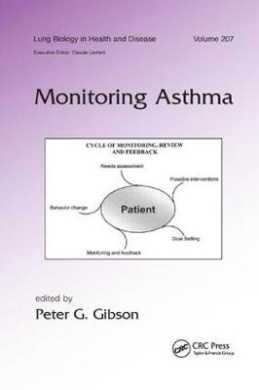 Lung Biology in Health and Disease
Volume 207
Executive Editor: Claude Lenfant
Monitoring Asthma
CYCLE OF MONITORING, REVIEW
AND FEEDBACK
Needs assessment
Possible interventions
Behavior change
Patient
Goal Setting
Monitoring and feedback
edited by
Peter G. Gibson
CRC Press
Taylor & Francis Group